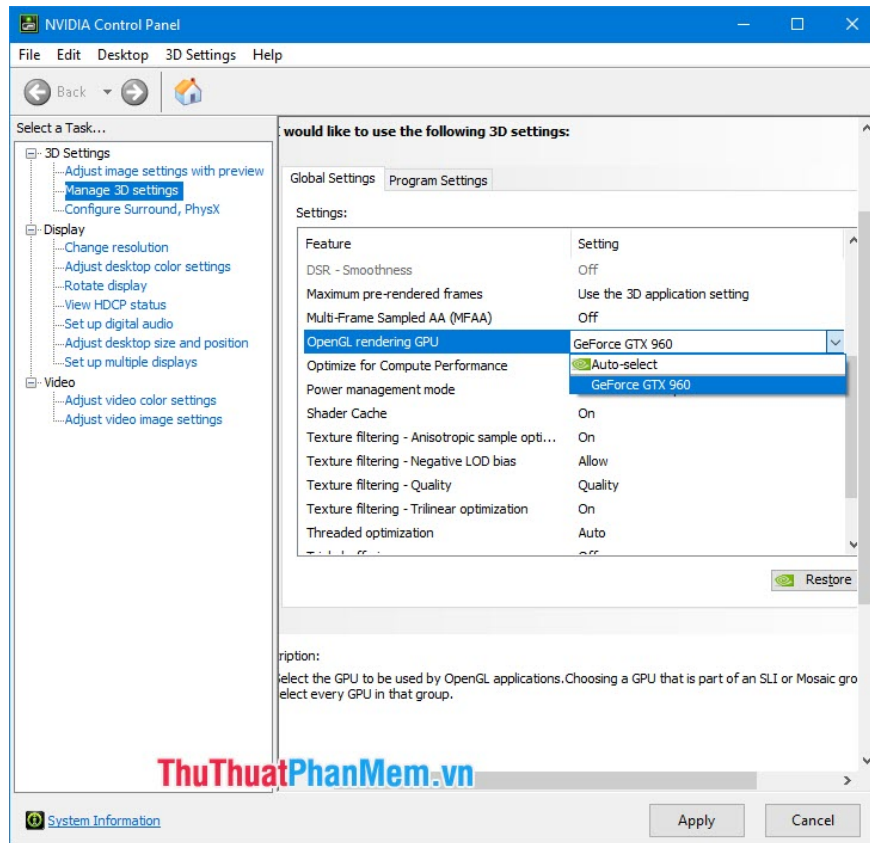 NVIDIA Control Panel
File Edit Desktop 3D Settings Help
Back
Select a Task...
3D Settings
Adjust image settings with preview
Manage 3D settings
Configure Surround, PhysX
Display
Change resolution
Adjust desktop color settings
Rotate display
View HDCP status
Set up digital audio
Adjust desktop size and position
Set up multiple displays
Video
Adjust video color settings
Adjust video image settings
would like to use the following 3D settings:
Global Settings Program Settings
Settings:
Feature Setting
DSR - Smoothness Off
Maximum pre-rendered frames Use the 3D application setting
Multi-Frame Sampled AA (MFAA) Off
OpenGL rendering GPU GeForce GTX 960
Auto-select
GeForce GTX 960
Optimize for Compute Performance
Power management mode
Shader Cache On
Texture filtering - Anisotropic sample opti... On
Texture filtering - Negative LOD bias Allow
Texture filtering - Quality Quality
Texture filtering - Trilinear optimization On
Threaded optimization Auto
Restore
ription:
elect the GPU to be used by OpenGL applications.Choosing a GPU that is part of an SLI or Mosaic gro
elect every GPU in that group.
ThuThuatPhanMem.vn
System Information
Apply Cancel